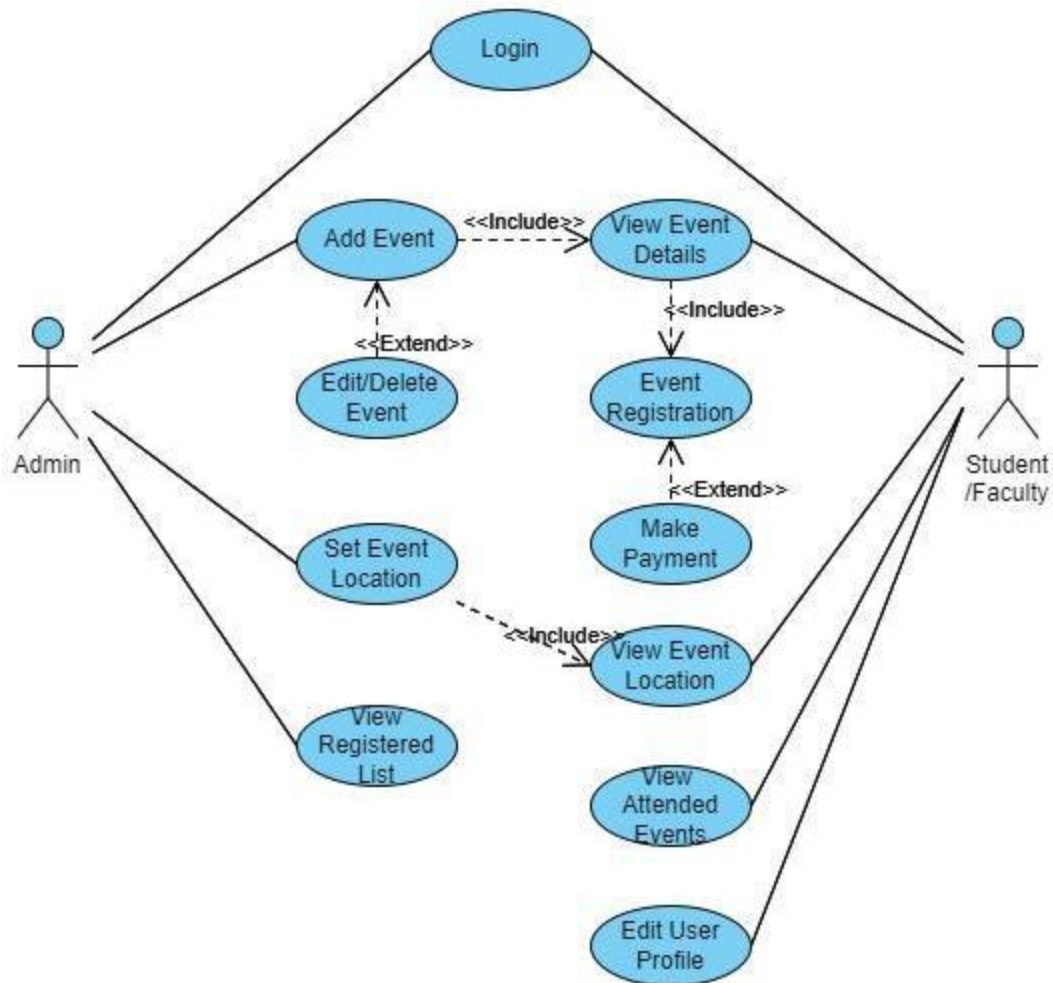 Login
Add Event
<<Include>>
View Event
Details
<<Include>>
<<Extend>>
Edit/Delete
Event
Event
Registration
Admin
Student
/Faculty
<<Extend>>
Make
Payment
Set Event
Location
<<Include>>
View Event
Location
View
Registered
List
View
Attended
Events
Edit User
Profile